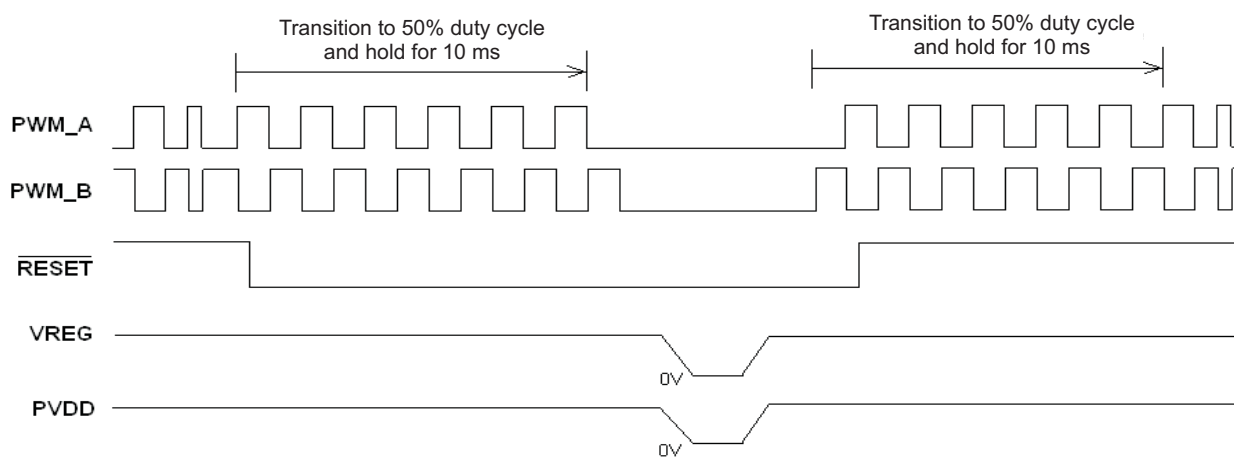 Transition to 50% duty cycle
and hold for 10 ms
Transition to 50% duty cycle
and hold for 10 ms
PWM_A
PWM_B
RESET
VREG
0V
PVDD
0V